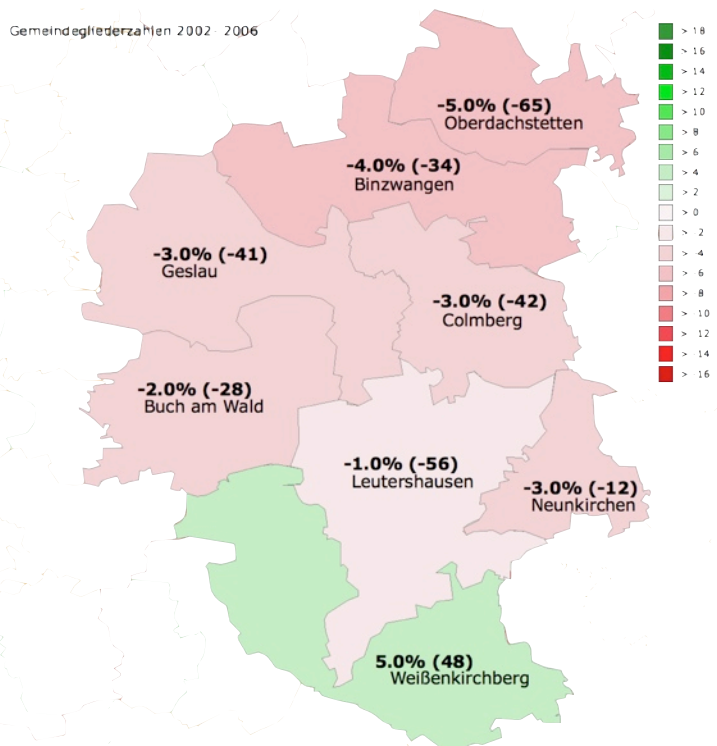 Gemeindegliederzahlen 2002 - 2006
-5.0% (-65)
Oberdachstetten
-4.0% (-34)
Binzwangen
-3.0% (-41)
Geslau
-3.0% (-42)
Colmberg
-2.0% (-28)
Buch am Wald
-1.0% (-56)
Leutershausen
-3.0% (-12)
Neunkirchen
5.0% (48)
Weißenkirchberg
> 18
> 16
> 14
> 12
> 10
> 8
> 6
> 4
> 2
> 0
> 2
> -4
> 6
> 8
> 10
> 12
> 14
> 16